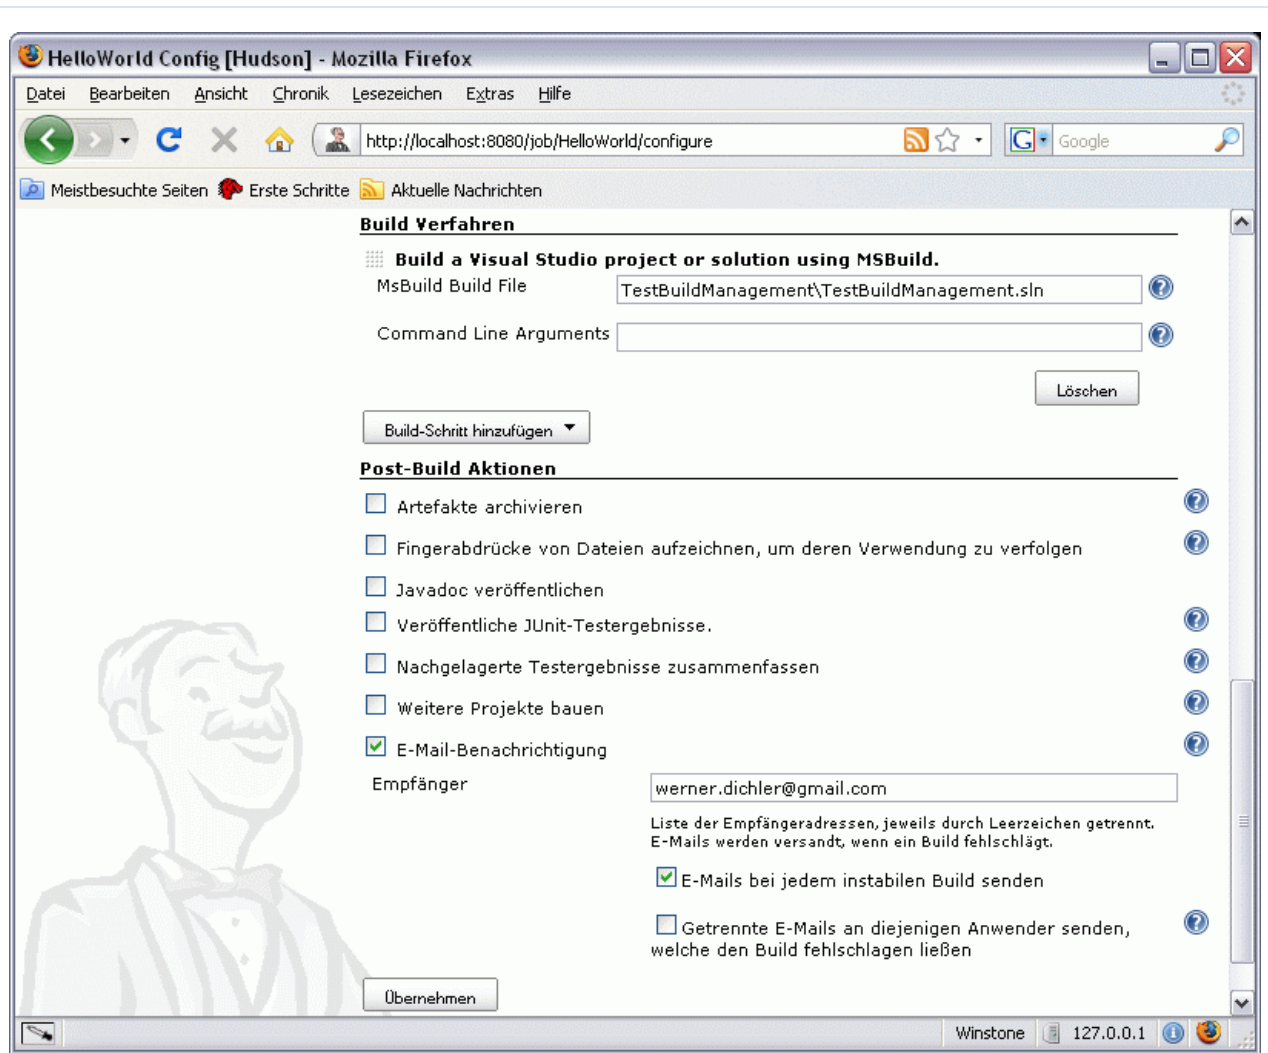 HelloWorld Config [Hudson] - Mozilla Firefox
Datei Bearbeiten Ansicht Chronik Lesezeichen Extras Hilfe
http://localhost:8080/job/HelloWorld/configure G Google
Meistbesuchte Seiten Erste Schritte Aktuelle Nachrichten
Build Verfahren
Build a Visual Studio project or solution using MSBuild.
MsBuild Build File TestBuildManagement\TestBuildManagement.sln
Command Line Arguments
Löschen
Build-Schritt hinzufügen
Post-Build Aktionen
Artefakte archivieren
Fingerabdrücke von Dateien aufzeichnen, um deren Verwendung zu verfolgen
Javadoc veröffentlichen
Veröffentliche JUnit-Testergebnisse.
Nachgelagerte Testergebnisse zusammenfassen
Weitere Projekte bauen
E-Mail-Benachrichtigung
Empfänger werner.dichler@gmail.com
Liste der Empfängeradressen, jeweils durch Leerzeichen getrennt.
E-Mails werden versandt, wenn ein Build fehlschlägt.
E-Mails bei jedem instabilen Build senden
Getrennte E-Mails an diejenigen Anwender senden,
welche den Build fehlschlagen ließen
Übernehmen
Winstone 127.0.0.1